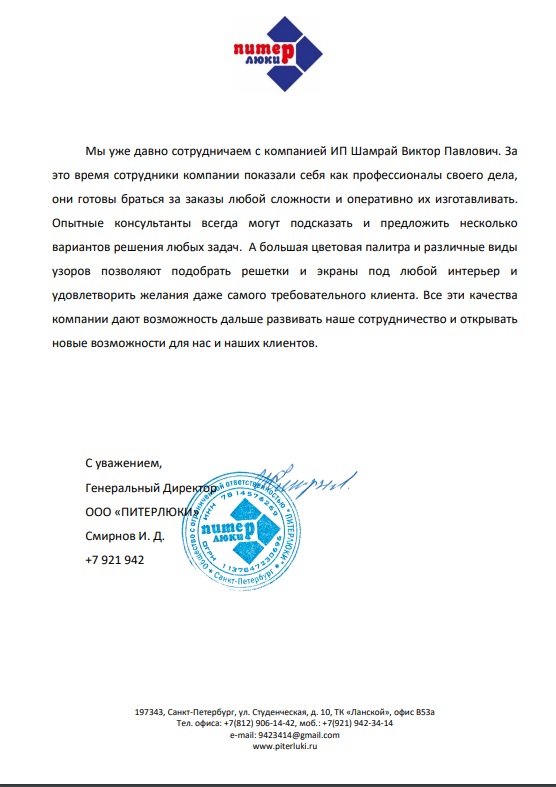 питер
люки
Мы уже давно сотрудничаем с компанией ИП Шамрай Виктор Павлович. За
это время сотрудники компании показали себя как профессионалы своего дела,
они готовы браться за заказы любой сложности и оперативно их изготавливать.
Опытные консультанты всегда могут подсказать и предложить несколько
вариантов решения любых задач. А большая цветовая палитра и различные виды
узоров позволяют подобрать решетки и экраны под любой интерьер и
удовлетворить желания даже самого требовательного клиента. Все эти качества
компании дают возможность дальше развивать наше сотрудничество и открывать
новые возможности для нас и наших клиентов.
С уважением,
Генеральный Директор
ООО «ПИТЕРЛЮКИ»
Смирнов И. Д.
+7 921 942
Общество с ограниченной ответственностью "ПИТЕРЛЮКИ"
Санкт-Петербург
ИНН 7814576269
ОГРН 1137847230696
питер
люки
197343, Санкт-Петербург, ул. Студенческая, д. 10, ТК «Ланской», офис В53а
Тел. офиса: +7(812) 906-14-42, моб.: +7(921) 942-34-14
e-mail: 9423414@gmail.com
www.piterluki.ru